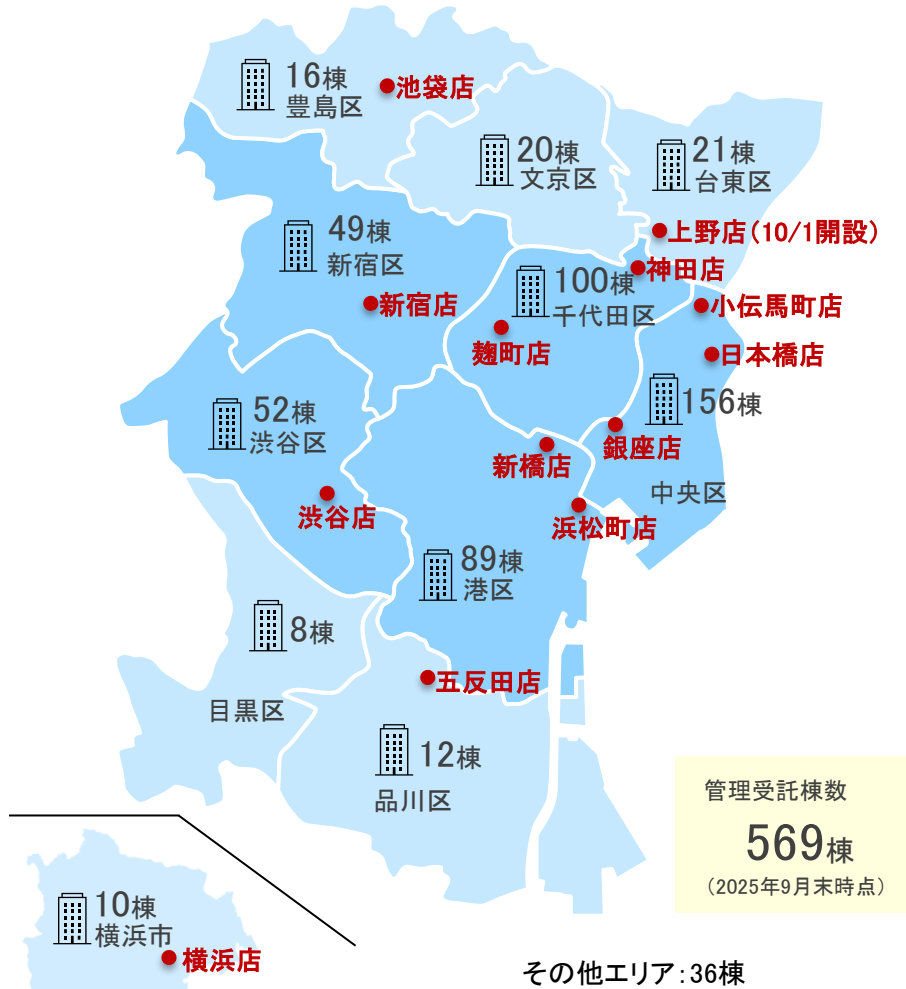 16棟
豊島区
池袋店
20棟
文京区
21棟
台東区
上野店(10/1開設)
49棟
新宿区
神田店
100棟
千代田区
新宿店
小伝馬町店
麹町店
日本橋店
156棟
52棟
渋谷区
銀座店
新橋店
中央区
渋谷店
浜松町店
89棟
港区
8棟
五反田店
目黒区
12棟
品川区
管理受託棟数
569棟
(2025年9月末時点)
10棟
横浜市
横浜店
その他エリア:36棟